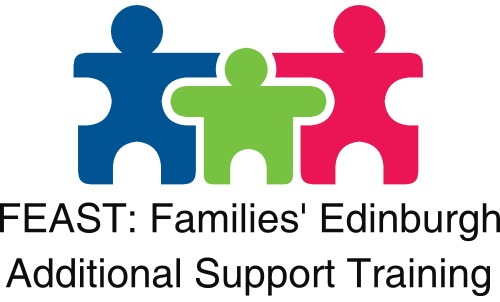 FEAST: Families' Edinburgh
Additional Support Training